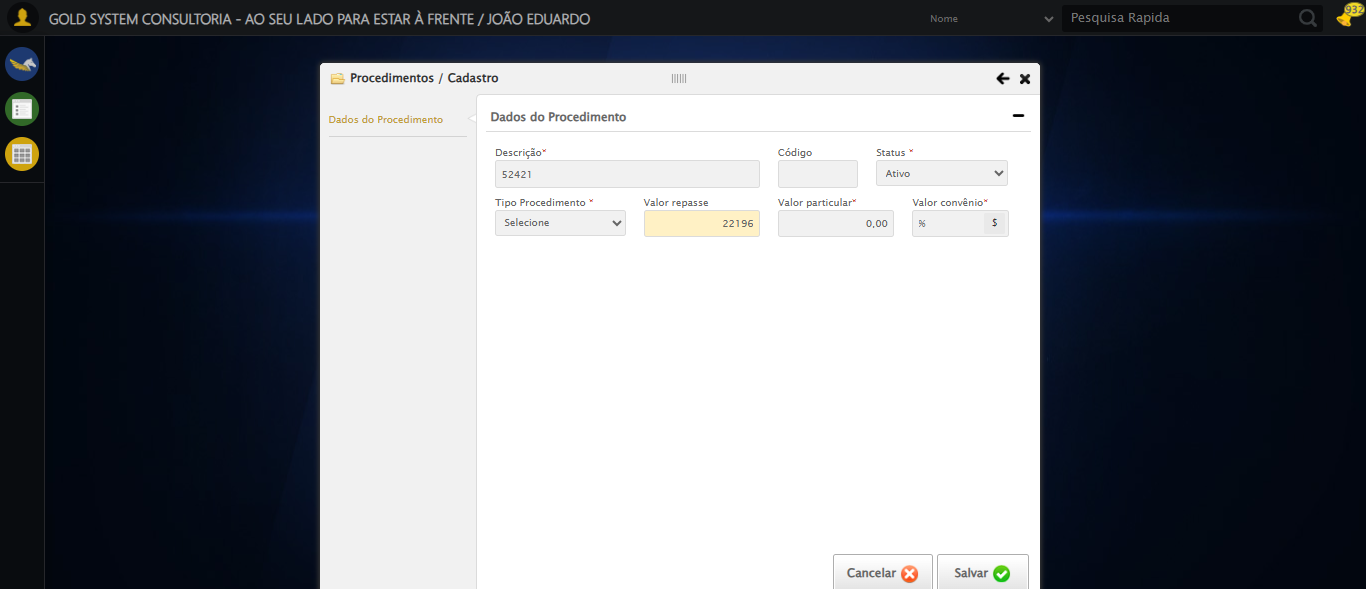 GOLD SYSTEM CONSULTORIA - AO SEU LADO PARA ESTAR À FRENTE / JOÃO EDUARDO
Nome
Pesquisa Rapida
932
Procedimentos / Cadastro
Dados do Procedimento
Dados do Procedimento
Descrição* Código Status *
52421 Ativo
Tipo Procedimento * Valor repasse Valor particular* Valor convênio*
Selecione 22196 0,00 % $
Cancelar Salvar